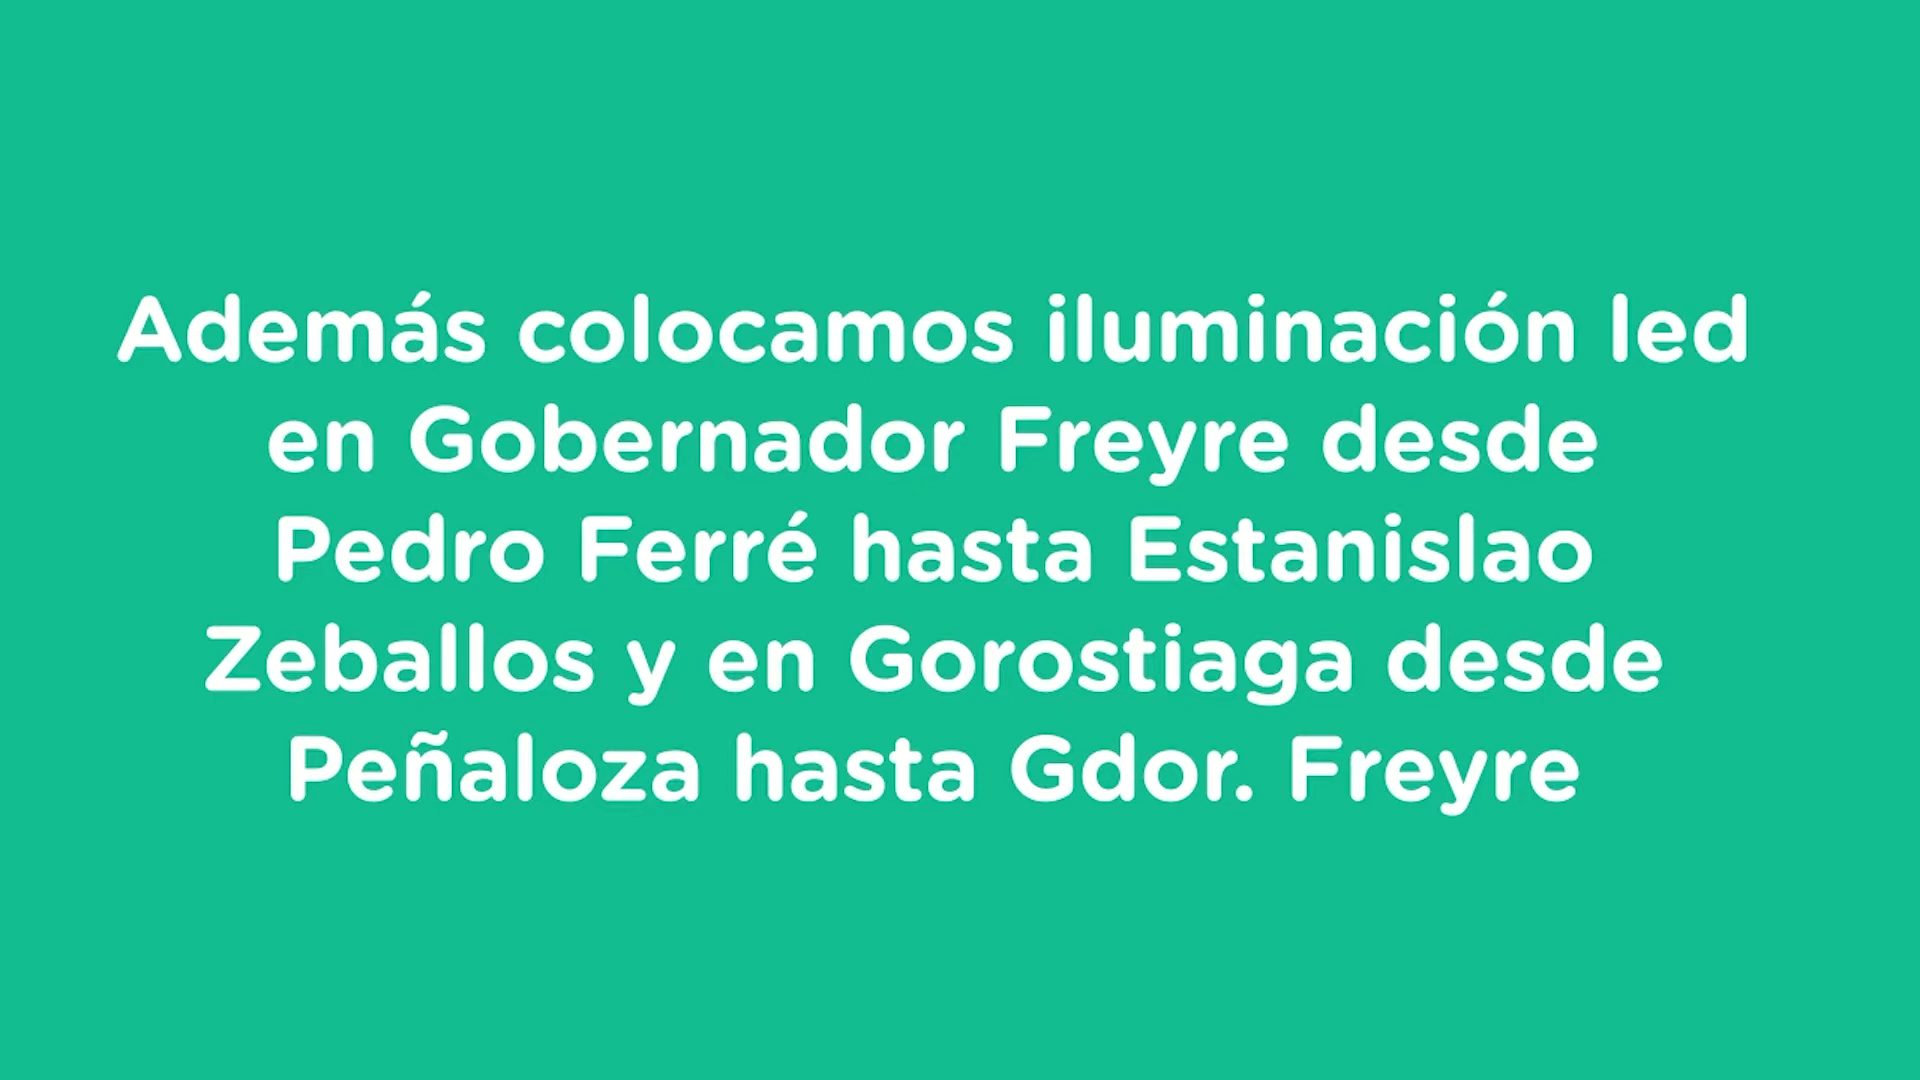 Además colocamos iluminación led
en Gobernador Freyre desde
Pedro Ferré hasta Estanislao
Zeballos y en Gorostiaga desde
Peñaloza hasta Gdor. Freyre